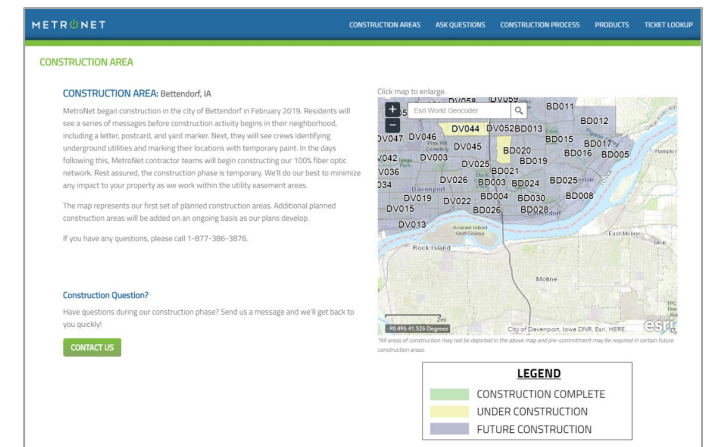 METRONET
CONSTRUCTION AREAS ASK QUESTIONS CONSTRUCTION PROCESS PRODUCTS TICKET LOOKUP
CONSTRUCTION AREA
CONSTRUCTION AREA: Bettendorf, IA
MetroNet began construction in the city of Bettendorf in February 2019. Residents will
see a series of messages before construction activity begins in their neighborhood,
including a letter, postcard, and yard marker. Next, they will see crews identifying
underground utilities and marking their locations with temporary paint. In the days
following this, MetroNet contractor teams will begin constructing our 100% fiber optic
network. Rest assured, the construction phase is temporary. We'll do our best to minimize
any impact to your property as we work within the utility easement areas.
The map represents our first set of planned construction areas. Additional planned
construction areas will be added on an ongoing basis as our plans develop.
If you have any questions, please call 1-877-386-3876.
Construction Question?
Have questions during our construction phase? Send us a message and we'll get back to
you quickly!
CONTACT US
Click map to enlarge.
+
Esri World Geocoder
−
DV058 DV059
BD011
BD012
DV044 DV052 BD013
DV047 DV046
BD015 BD017
DV045
BD020 BD016 BD005
DV042 DV003
DV025 BD019
DV036
BD021
034 DV026 BD003 BD024 BD025
Davenport
DV019 DV022 BD004 BD030 BD008
DV015 BD026 BD028
DV013
Arsenal Island
Golf Course
East Moline
Rock Island
Moline
2mi
-90.496 41.526 Degrees
City of Davenport, Iowa DNR, Esri, HERE,
esri
*All areas of construction may not be depicted in the above map and pre-commitment may be required in certain future
construction areas.
LEGEND
CONSTRUCTION COMPLETE
UNDER CONSTRUCTION
FUTURE CONSTRUCTION